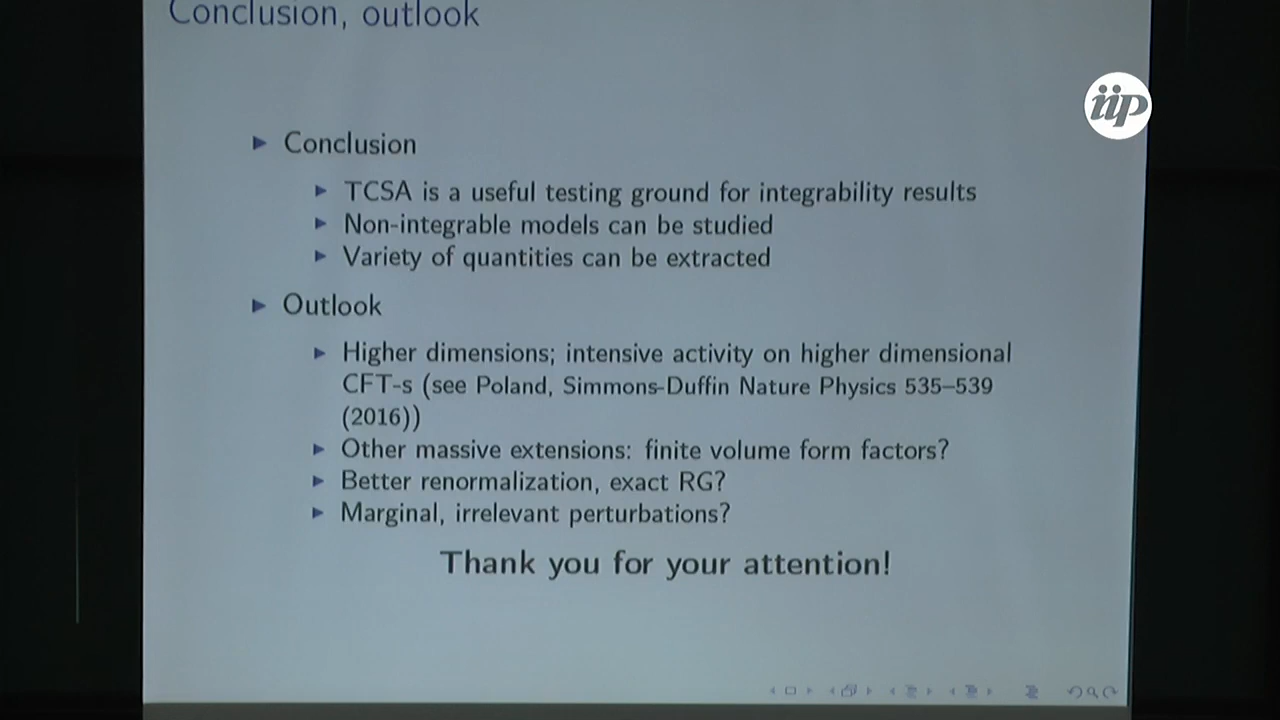 Conclusion, outlook
iip
Conclusion
TCSA is a useful testing ground for integrability results
Non-integrable models can be studied
Variety of quantities can be extracted
Outlook
Higher dimensions; intensive activity on higher dimensional
CFT-s (see Poland, Simmons-Duffin Nature Physics 535–539
(2016))
Other massive extensions: finite volume form factors?
Better renormalization, exact RG?
Marginal, irrelevant perturbations?
Thank you for your attention!